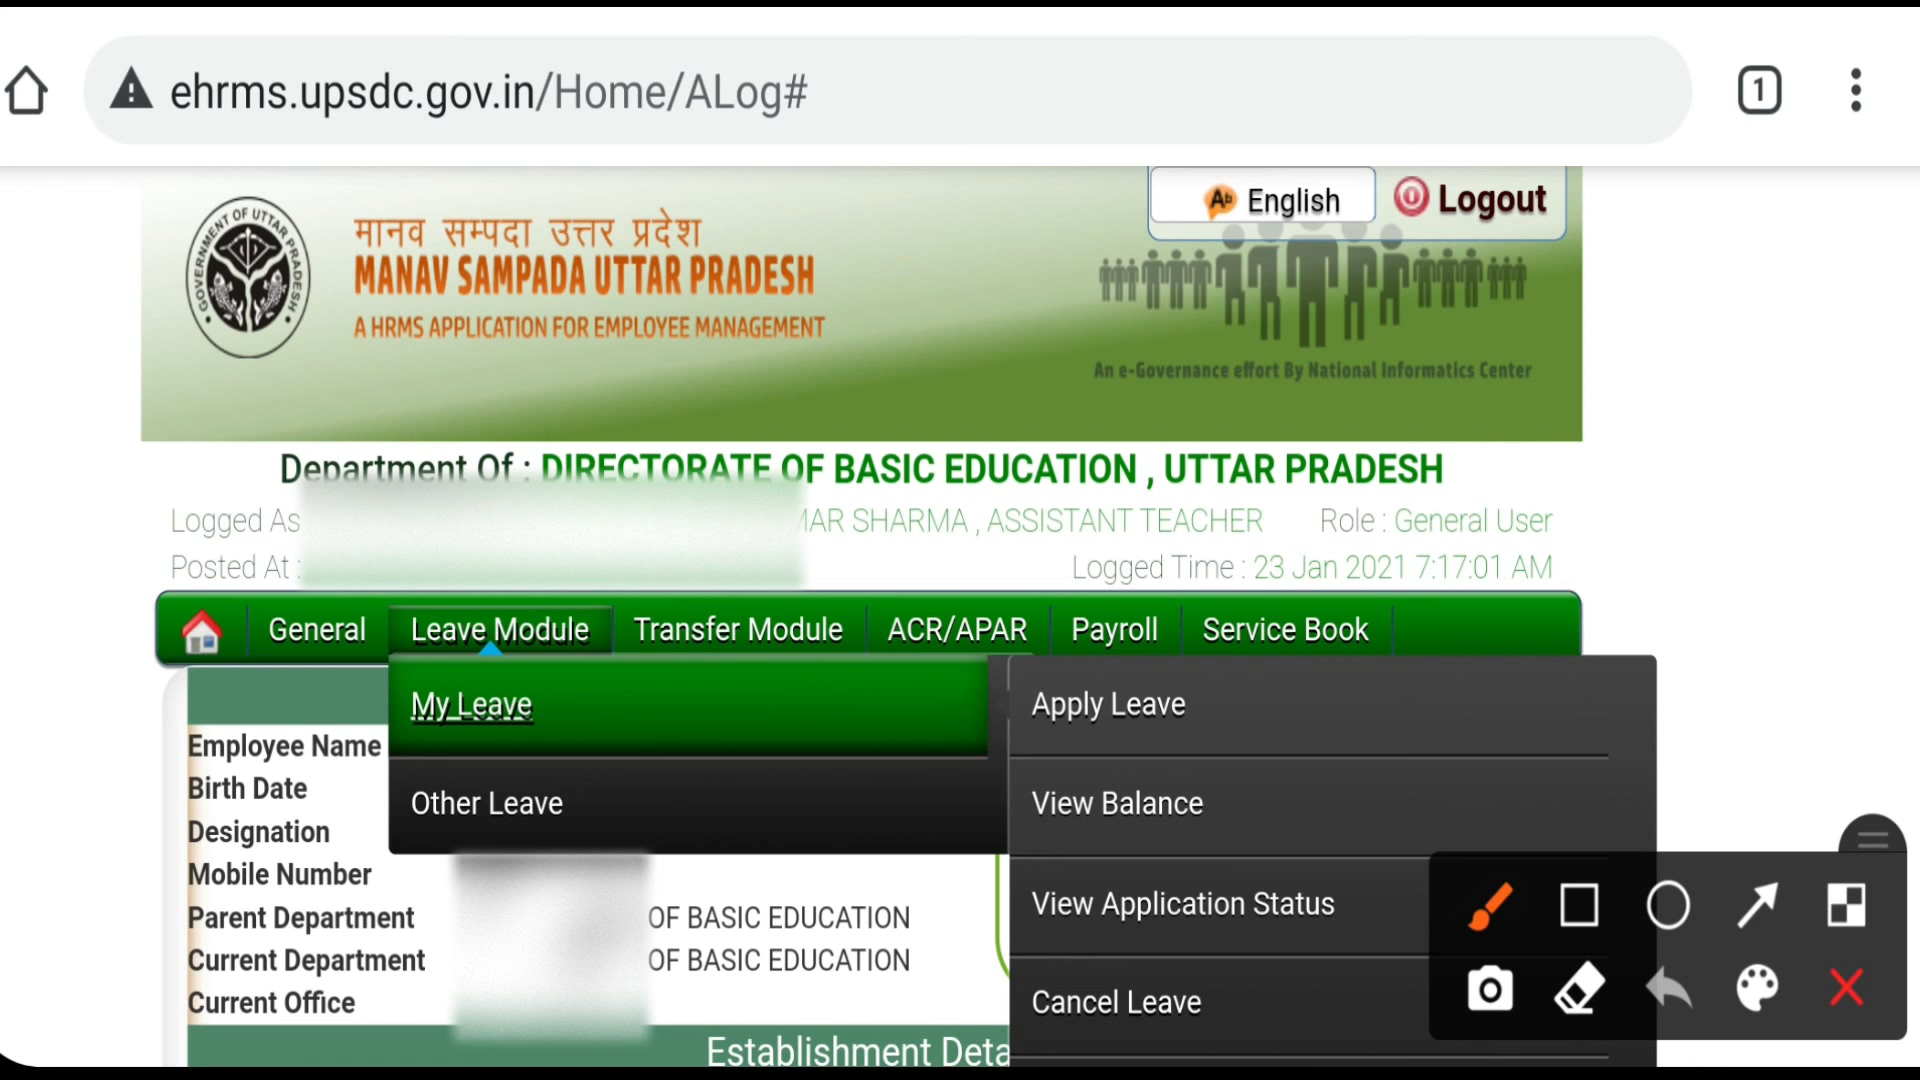 ehrms.upsdc.gov.in/Home/ALog#
1
English
Logout
GOVERNMENT OF UTTAR PRADESH
मानव सम्पदा उत्तर प्रदेश
MANAV SAMPADA UTTAR PRADESH
A HRMS APPLICATION FOR EMPLOYEE MANAGEMENT
An e-Governance effort By National Informatics Center
Department Of : DIRECTORATE OF BASIC EDUCATION , UTTAR PRADESH
Logged As SHARMA , ASSISTANT TEACHER Role : General User
Posted At : Logged Time : 23 Jan 2021 7:17:01 AM
General Leave Module Transfer Module ACR/APAR Payroll Service Book
My Leave
Other Leave
Apply Leave
View Balance
View Application Status
Cancel Leave
Employee Name
Birth Date
Designation
Mobile Number
Parent Department OF BASIC EDUCATION
Current Department OF BASIC EDUCATION
Current Office
Establishment